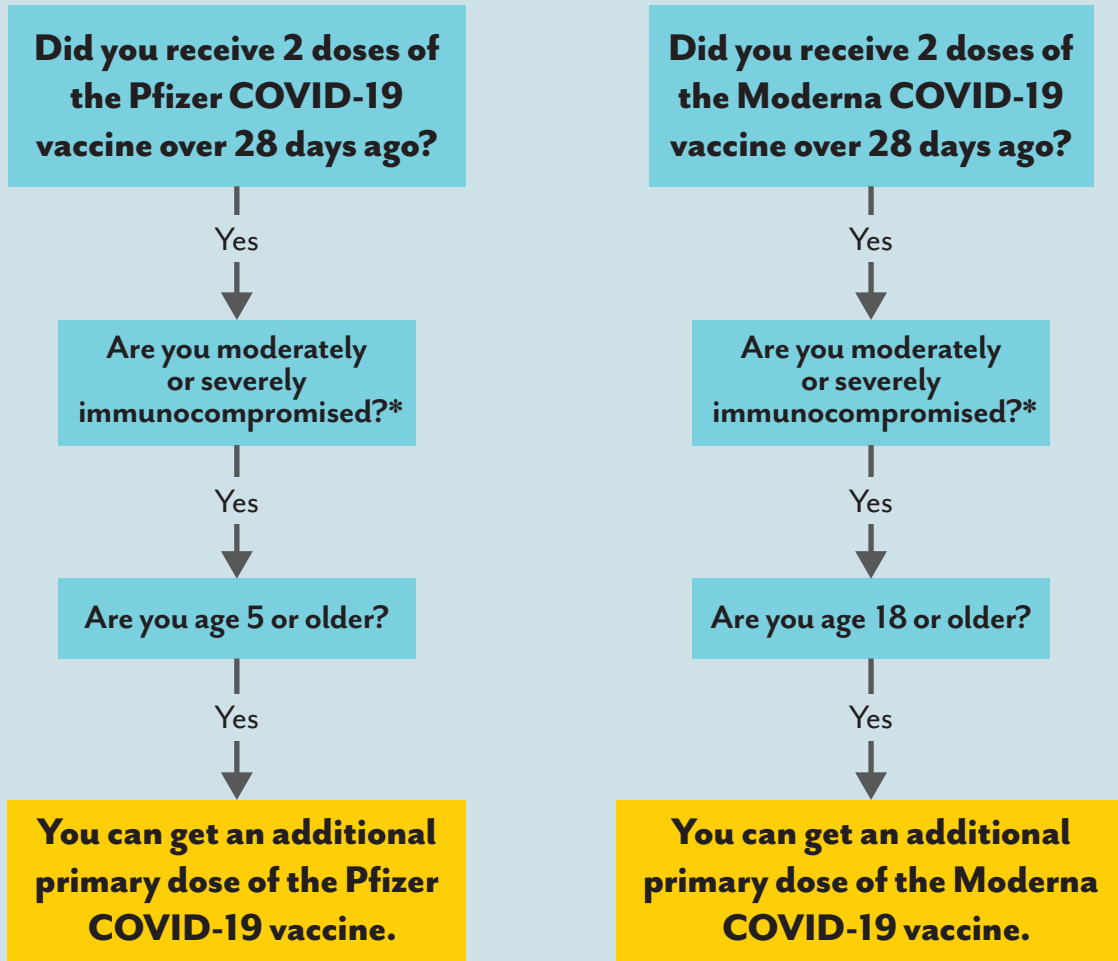 Did you receive 2 doses of
the Pfizer COVID-19
vaccine over 28 days ago?
Yes
Are you moderately
or severely
immunocompromised?*
Yes
Are you age 5 or older?
Yes
You can get an additional
primary dose of the Pfizer
COVID-19 vaccine.
Did you receive 2 doses of
the Moderna COVID-19
vaccine over 28 days ago?
Yes
Are you moderately
or severely
immunocompromised?*
Yes
Are you age 18 or older?
Yes
You can get an additional
primary dose of the Moderna
COVID-19 vaccine.